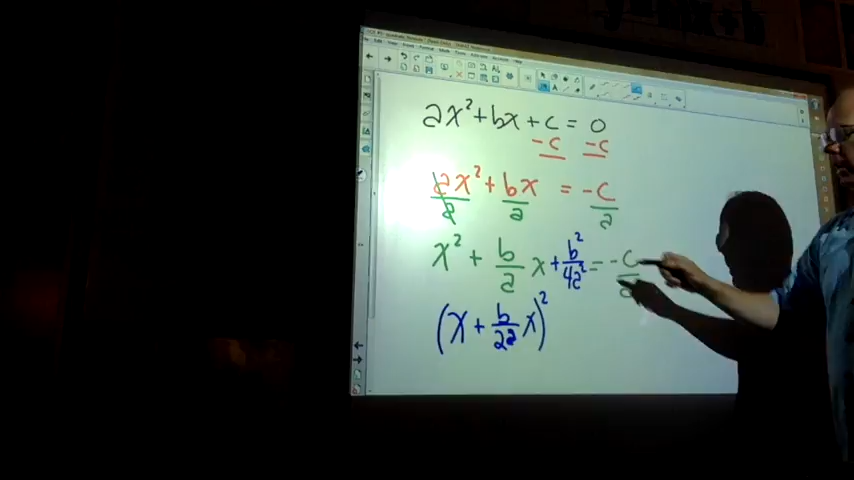 ax²+bx+c=0
-c -c
ax²+bx=-c
a a a
x²+b/a x+b²/4a²=-c/a
(x+b/2a x)²